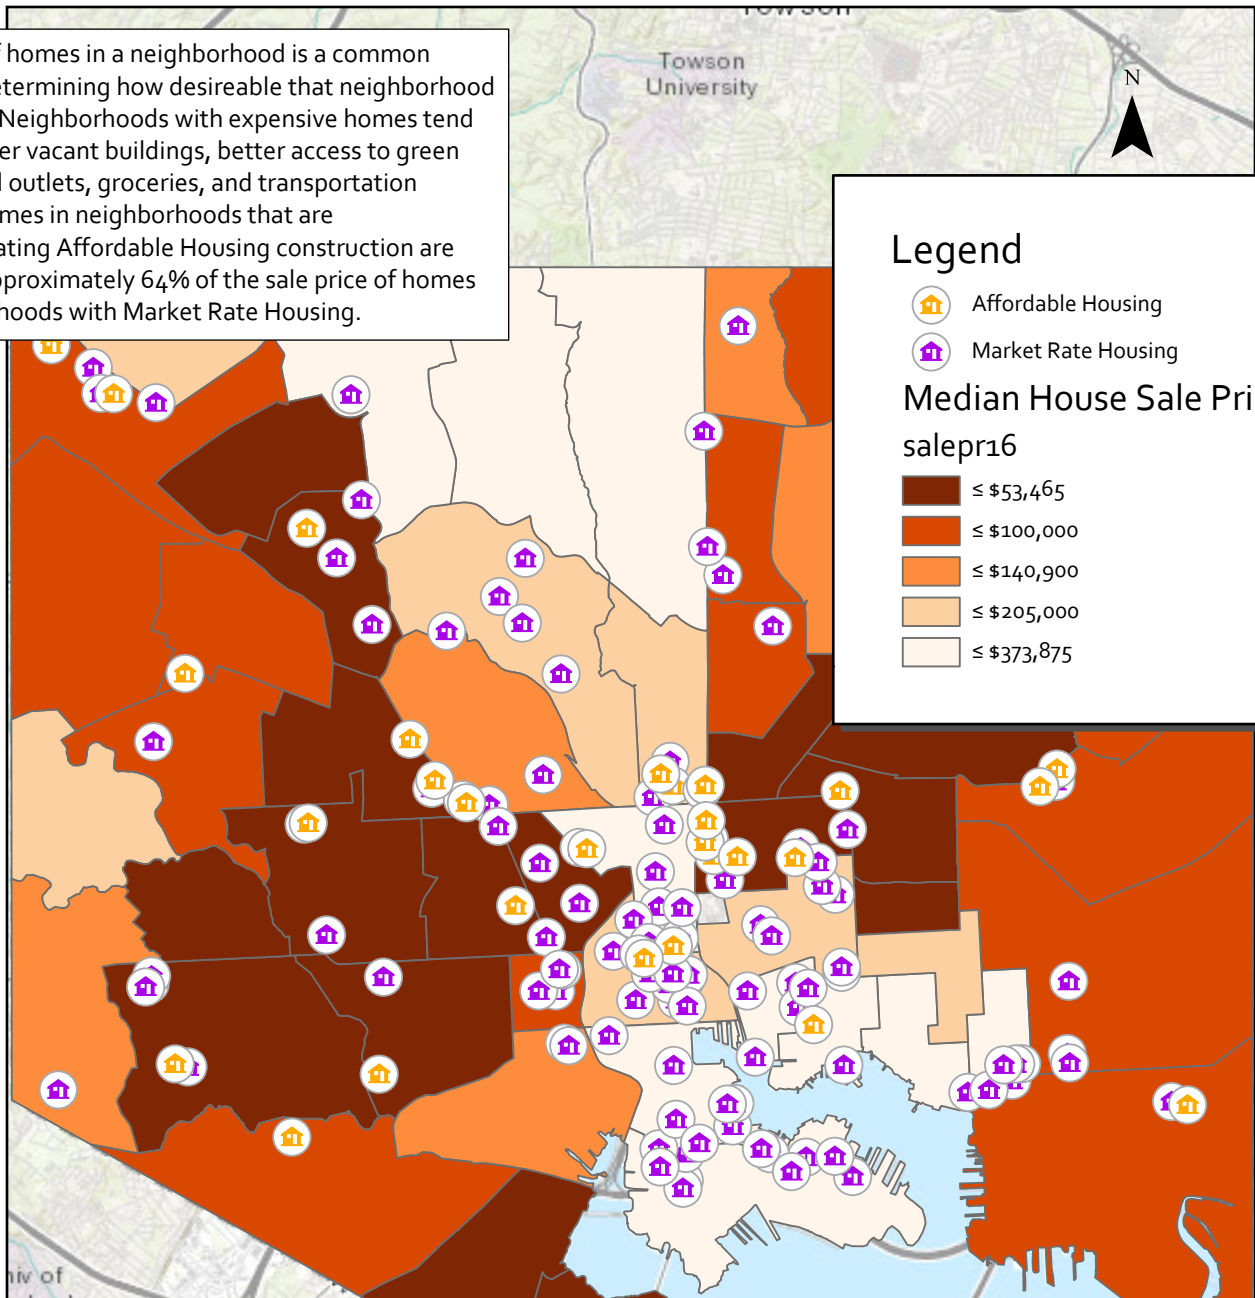 Towson
f homes in a neighborhood is a common
etermining how desireable that neighborhood
Neighborhoods with expensive homes tend
er vacant buildings, better access to green
l outlets, groceries, and transportation
mes in neighborhoods that are
ating Affordable Housing construction are
pproximately 64% of the sale price of homes
hoods with Market Rate Housing.
Towson
University
N
Legend
Affordable Housing
Market Rate Housing
Median House Sale Pri
salepr16
≤ $53,465
≤ $100,000
≤ $140,900
≤ $205,000
≤ $373,875
niv of